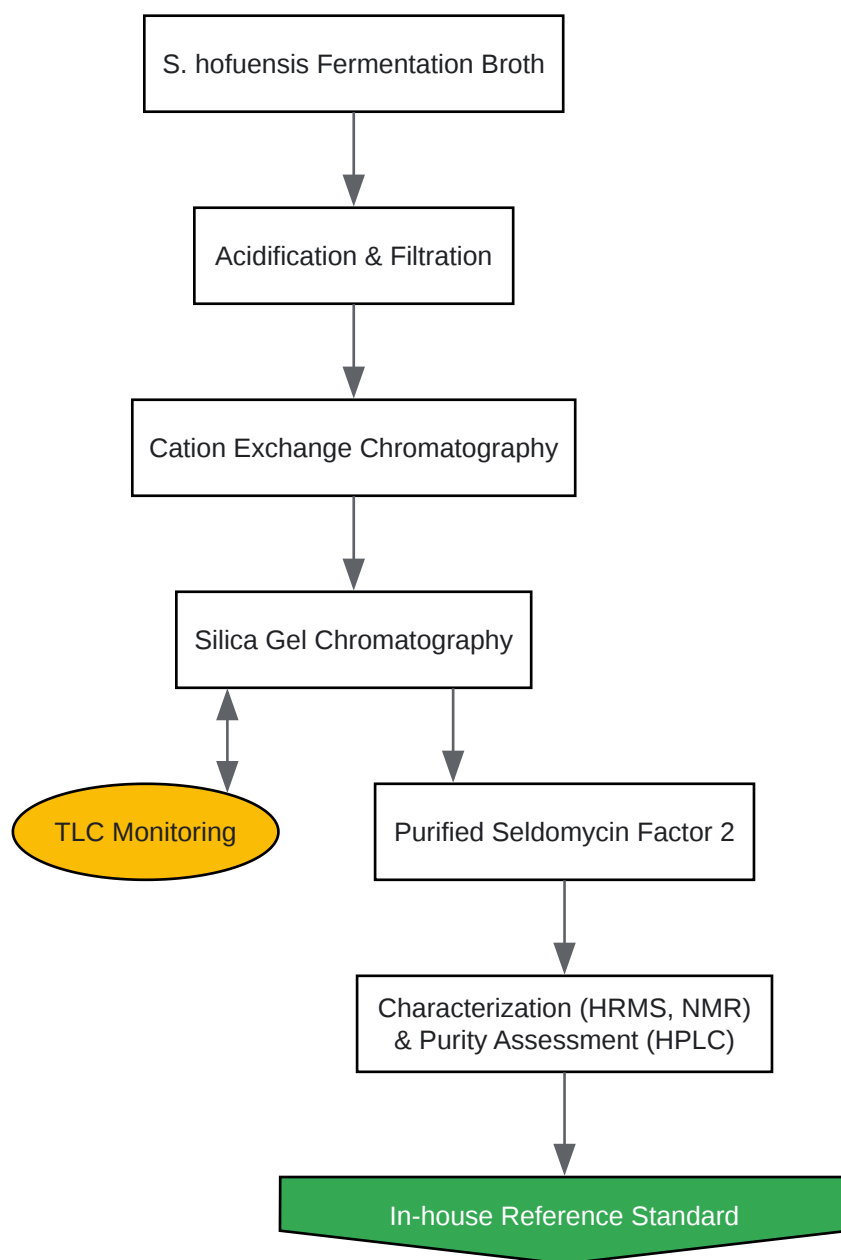 S. hofuensis Fermentation Broth
Acidification & Filtration
Cation Exchange Chromatography
Silica Gel Chromatography
TLC Monitoring
Purified Seldomycin Factor 2
Characterization (HRMS, NMR)
& Purity Assessment (HPLC)
In-house Reference Standard